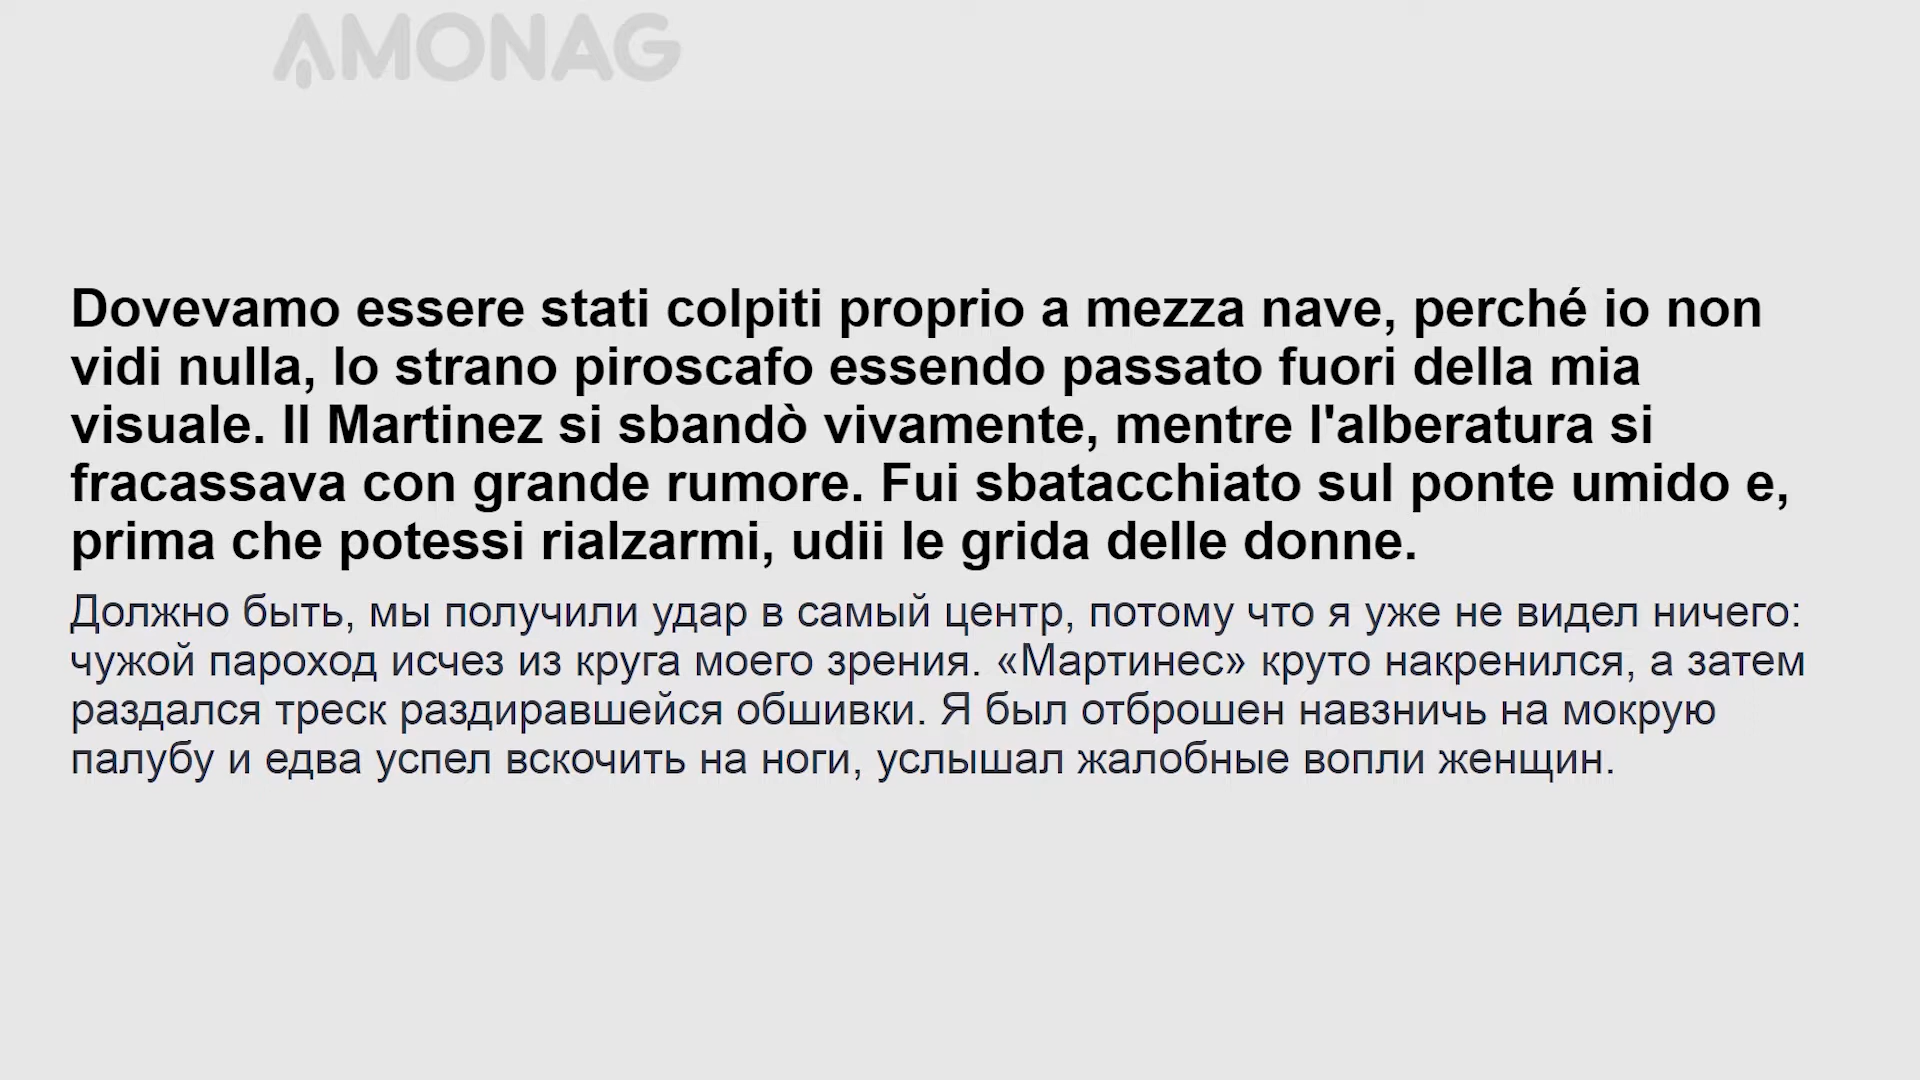 AMONAG
Dovevamo essere stati colpiti proprio a mezza nave, perché io non
vidi nulla, lo strano piroscafo essendo passato fuori della mia
visuale. Il Martinez si sbandò vivamente, mentre l'alberatura si
fracassava con grande rumore. Fui sbatacchiato sul ponte umido e,
prima che potessi rialzarmi, udii le grida delle donne.
Должно быть, мы получили удар в самый центр, потому что я уже не видел ничего:
чужой пароход исчез из круга моего зрения. «Мартинес» круто накренился, а затем
раздался треск раздиравшейся обшивки. Я был отброшен навзничь на мокрую
палубу и едва успел вскочить на ноги, услышал жалобные вопли женщин.